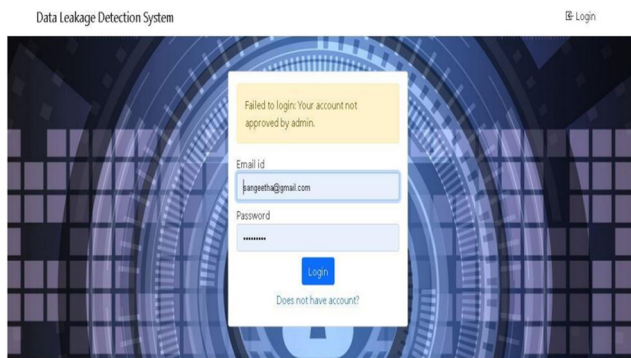 Data Leakage Detection System
Login
Failed to login: Your account not
approved by admin.
Email id
sangeetha@gmail.com
Password
•••••••••
Login
Does not have account?